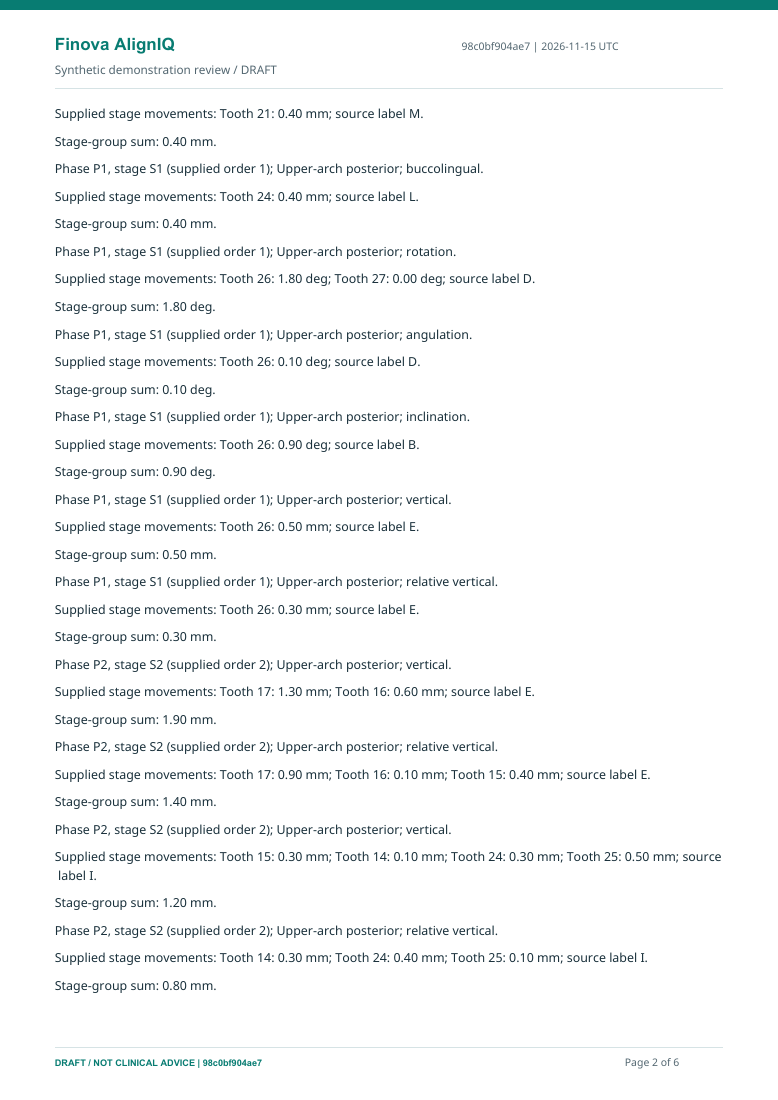 Finova AlignIQ
98c0bf904ae7 | 2026-11-15 UTC
Synthetic demonstration review / DRAFT
Supplied stage movements: Tooth 21: 0.40 mm; source label M.
Stage-group sum: 0.40 mm.
Phase P1, stage S1 (supplied order 1); Upper-arch posterior; buccolingual.
Supplied stage movements: Tooth 24: 0.40 mm; source label L.
Stage-group sum: 0.40 mm.
Phase P1, stage S1 (supplied order 1); Upper-arch posterior; rotation.
Supplied stage movements: Tooth 26: 1.80 deg; Tooth 27: 0.00 deg; source label D.
Stage-group sum: 1.80 deg.
Phase P1, stage S1 (supplied order 1); Upper-arch posterior; angulation.
Supplied stage movements: Tooth 26: 0.10 deg; source label D.
Stage-group sum: 0.10 deg.
Phase P1, stage S1 (supplied order 1); Upper-arch posterior; inclination.
Supplied stage movements: Tooth 26: 0.90 deg; source label B.
Stage-group sum: 0.90 deg.
Phase P1, stage S1 (supplied order 1); Upper-arch posterior; vertical.
Supplied stage movements: Tooth 26: 0.50 mm; source label E.
Stage-group sum: 0.50 mm.
Phase P1, stage S1 (supplied order 1); Upper-arch posterior; relative vertical.
Supplied stage movements: Tooth 26: 0.30 mm; source label E.
Stage-group sum: 0.30 mm.
Phase P2, stage S2 (supplied order 2); Upper-arch posterior; vertical.
Supplied stage movements: Tooth 17: 1.30 mm; Tooth 16: 0.60 mm; source label E.
Stage-group sum: 1.90 mm.
Phase P2, stage S2 (supplied order 2); Upper-arch posterior; relative vertical.
Supplied stage movements: Tooth 17: 0.90 mm; Tooth 16: 0.10 mm; Tooth 15: 0.40 mm; source label E.
Stage-group sum: 1.40 mm.
Phase P2, stage S2 (supplied order 2); Upper-arch posterior; vertical.
Supplied stage movements: Tooth 15: 0.30 mm; Tooth 14: 0.10 mm; Tooth 24: 0.30 mm; Tooth 25: 0.50 mm; source
label I.
Stage-group sum: 1.20 mm.
Phase P2, stage S2 (supplied order 2); Upper-arch posterior; relative vertical.
Supplied stage movements: Tooth 14: 0.30 mm; Tooth 24: 0.40 mm; Tooth 25: 0.10 mm; source label I.
Stage-group sum: 0.80 mm.
DRAFT / NOT CLINICAL ADVICE | 98c0bf904ae7
Page 2 of 6